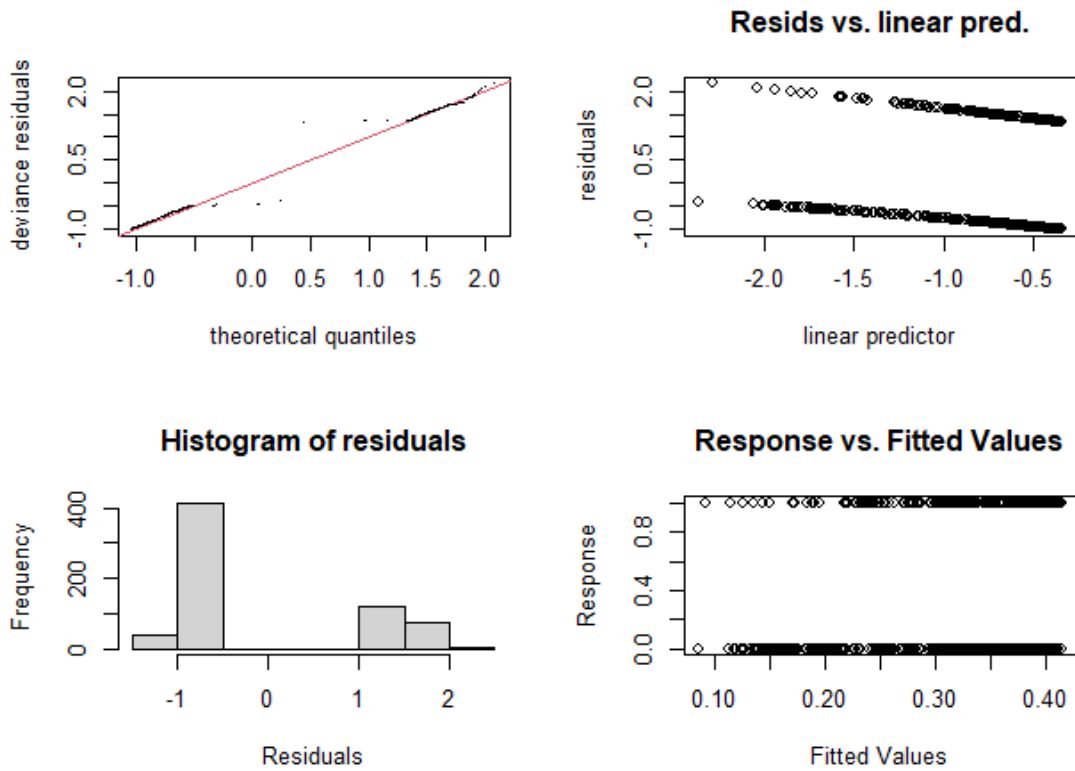 deviance residuals
2.0
0.5
-1.0
-1.0 0.0 0.5 1.0 1.5 2.0
theoretical quantiles
Resids vs. linear pred.
residuals
2.0
0.5
-1.0
-2.0 -1.5 -1.0 -0.5
linear predictor
Histogram of residuals
Frequency
400
200
0
-1 0 1 2
Residuals
Response vs. Fitted Values
Response
0.8
0.4
0.0
0.10 0.20 0.30 0.40
Fitted Values